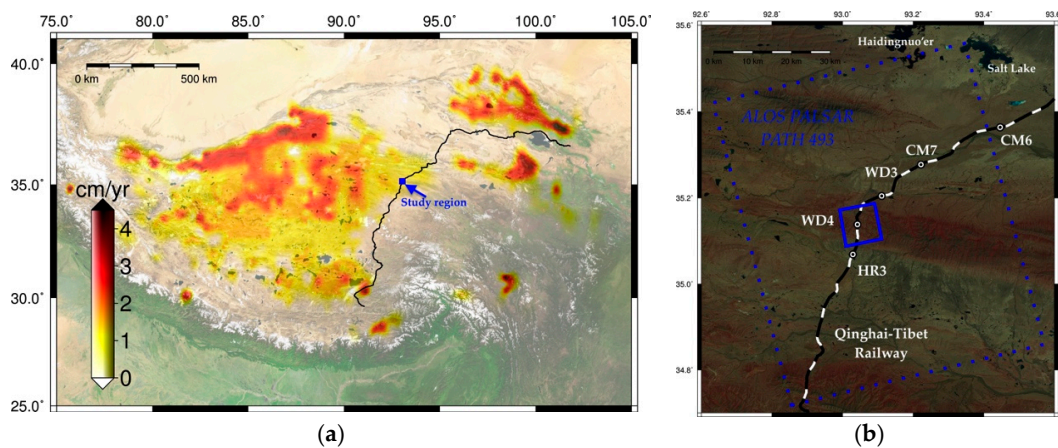 75.0° 80.0° 85.0° 90.0° 95.0° 100.0° 105.0°
40.0°
35.0°
30.0°
25.0°
0 km 500 km
Study region
cm/yr
4
3
2
1
0
(a)
92.6° 92.8° 93.0° 93.2° 93.4° 93.6°
35.6°
35.4°
35.2°
35.0°
34.8°
0 km 10 km 20 km 30 km
Haidingnuo'er
Salt Lake
ALOS PALSAR
PATH 493
CM6
CM7
WD3
WD4
HR3
Qinghai-Tibet
Railway
(b)